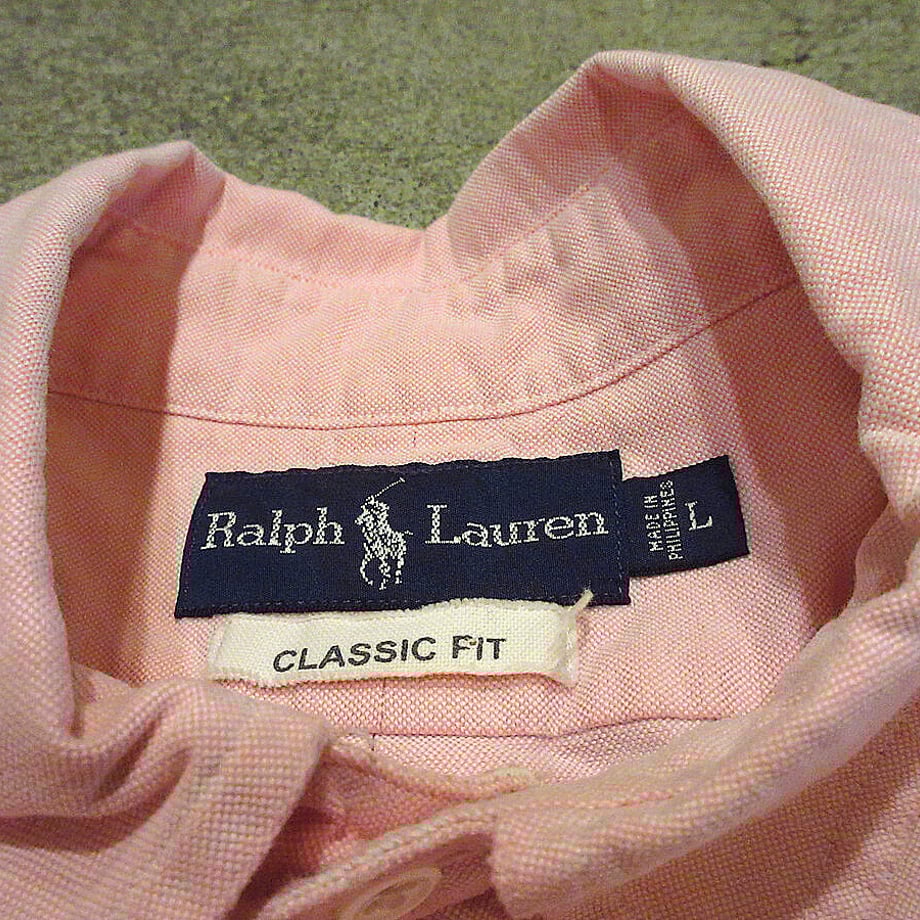 Ralph Lauren
MADE IN
PHILIPPINES
L
CLASSIC FIT